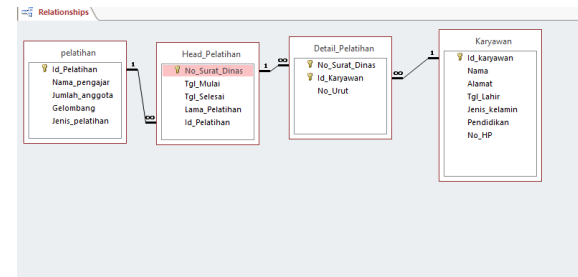 Relationships
pelatihan
Id_Pelatihan
Nama_pengajar
Jumlah_anggota
Gelombang
Jenis_pelatihan
1
∞
Head_Pelatihan
No_Surat_Dinas
Tgl_Mulai
Tgl_Selesai
Lama_Pelatihan
Id_Pelatihan
1
∞
Detail_Pelatihan
No_Surat_Dinas
Id_Karyawan
No_Urut
∞
1
Karyawan
Id_karyawan
Nama
Alamat
Tgl_Lahir
Jenis_kelamin
Pendidikan
No_HP